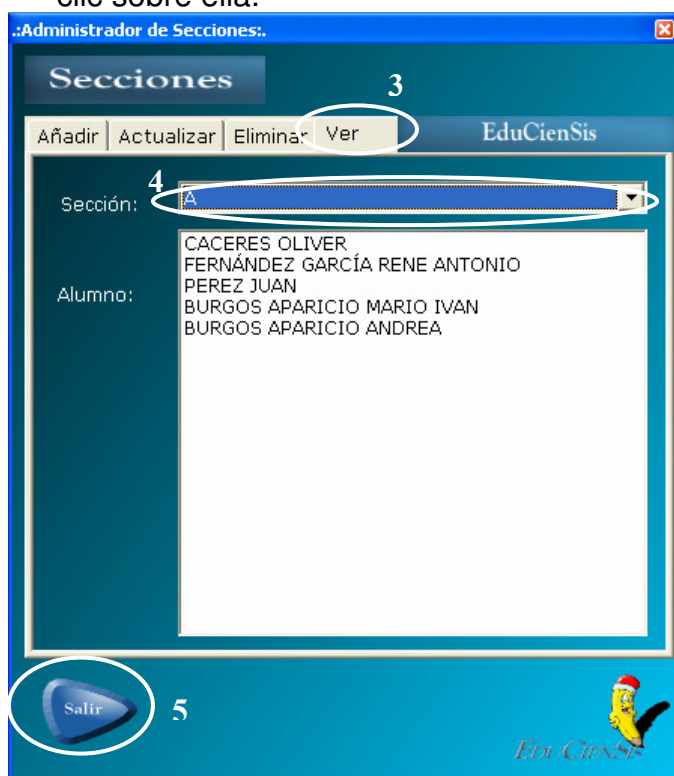 clic sobre ella.
.:Administrador de Secciones:.
Secciones
3
Añadir Actualizar Eliminar Ver EduCienSis
4
Sección: A
Alumno:
CACERES OLIVER
FERNÁNDEZ GARCÍA RENE ANTONIO
PEREZ JUAN
BURGOS APARICIO MARIO IVAN
BURGOS APARICIO ANDREA
Salir 5
EDUCIENSIS